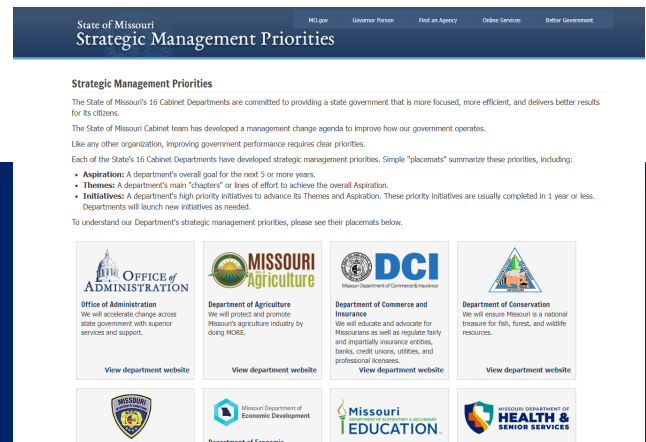 MO.gov Governor Parson Find an Agency Online Services Better Government
State of Missouri
Strategic Management Priorities
Strategic Management Priorities
The State of Missouri's 16 Cabinet Departments are committed to providing a state government that is more focused, more efficient, and delivers better results
for its citizens.
The State of Missouri Cabinet team has developed a management change agenda to improve how our government operates.
Like any other organization, improving government performance requires clear priorities.
Each of the State's 16 Cabinet Departments have developed strategic management priorities. Simple "placemats" summarize these priorities, including:
• Aspiration: A department's overall goal for the next 5 or more years.
• Themes: A department's main "chapters" or lines of effort to achieve the overall Aspiration.
• Initiatives: A department's high priority initiatives to advance its Themes and Aspiration. These priority initiatives are usually completed in 1 year or less.
Departments will launch new initiatives as needed.
To understand our Department's strategic management priorities, please see their placemats below.
OFFICE of
ADMINISTRATION
Office of Administration
We will accelerate change across
state government with superior
services and support.
View department website
MISSOURI
Agriculture
Department of Agriculture
We will protect and promote
Missouri's agriculture industry by
doing MORE.
View department website
DCI
Missouri Department of Commerce & Insurance
Department of Commerce and
Insurance
We will educate and advocate for
Missourians as well as regulate fairly
and impartially insurance entities,
banks, credit unions, utilities, and
professional licensees.
View department website
Department of Conservation
We will ensure Missouri is a national
treasure for fish, forest, and wildlife
resources.
View department website
MISSOURI
Missouri Department of
Economic Development
Department of Economic
Missouri
DEPARTMENT OF ELEMENTARY & SECONDARY
EDUCATION
MISSOURI DEPARTMENT OF
HEALTH &
SENIOR SERVICES